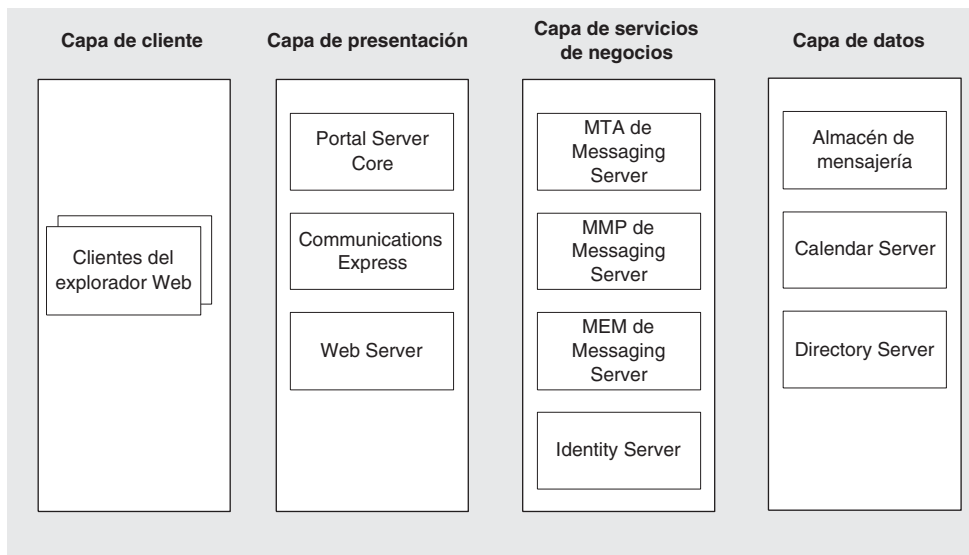 Capa de cliente
Capa de presentación
Capa de servicios
de negocios
Capa de datos
Clientes del
explorador Web
Portal Server
Core
Communications
Express
Web Server
MTA de
Messaging
Server
MMP de
Messaging
Server
MEM de
Messaging
Server
Identity Server
Almacén de
mensajería
Calendar Server
Directory Server